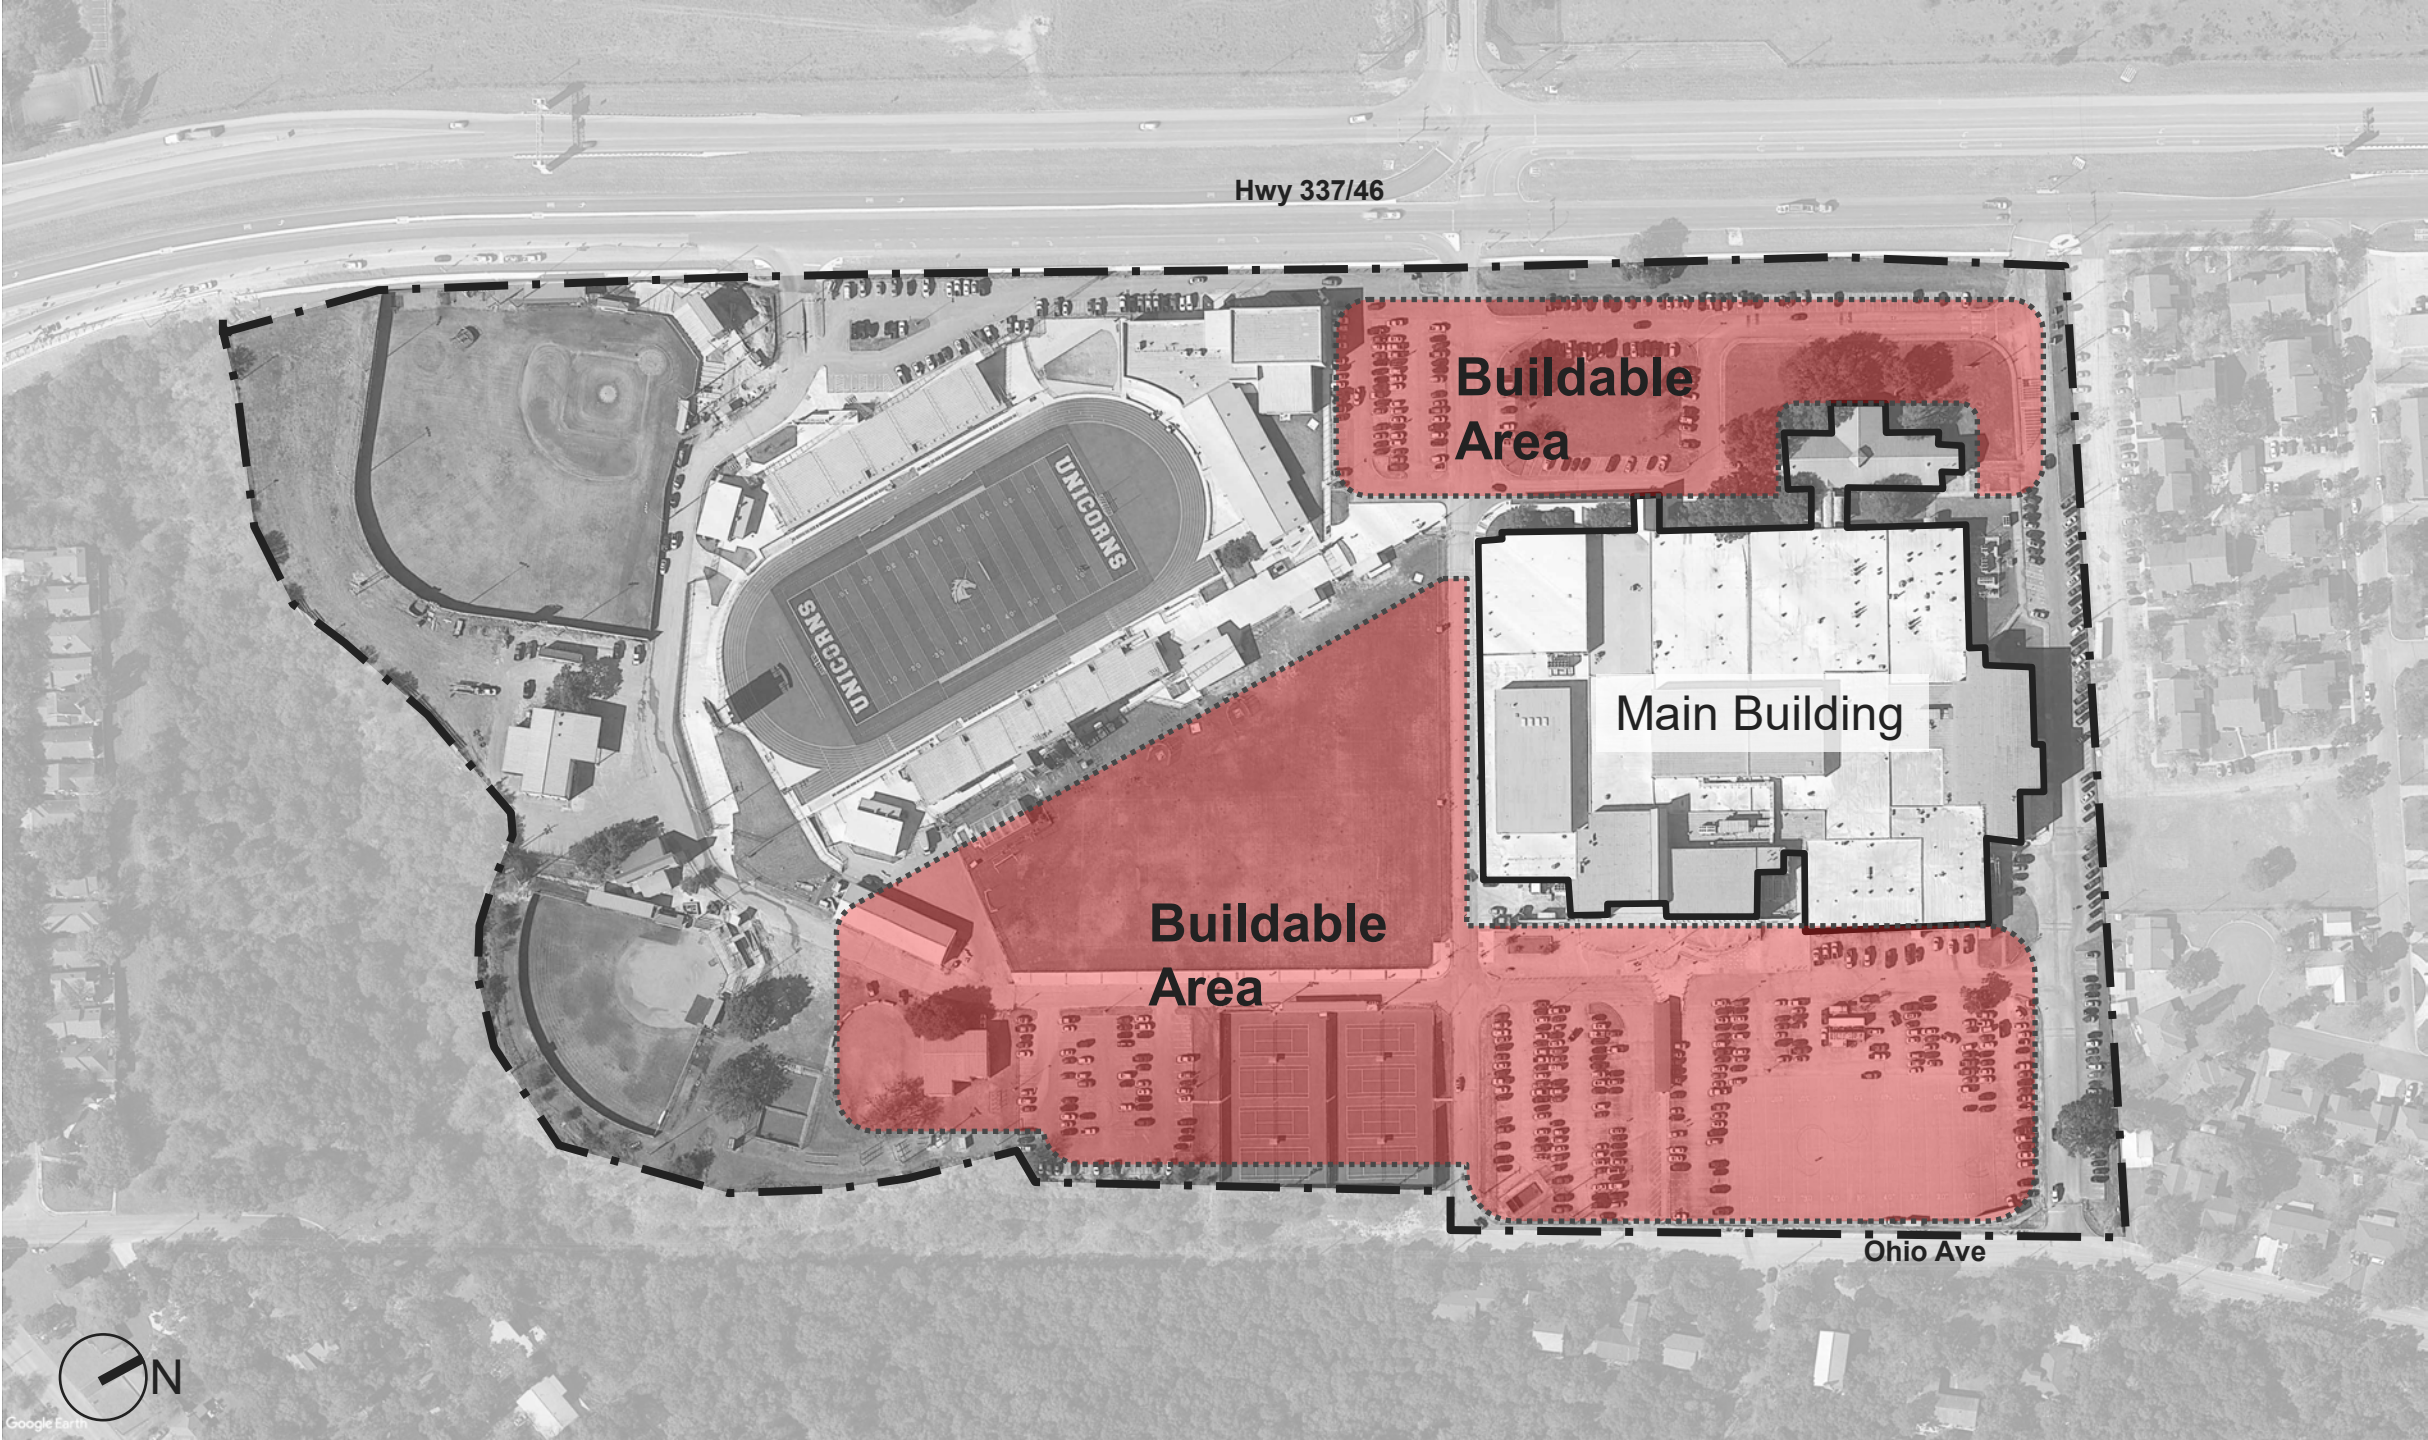 Hwy 337/46
Buildable
Area
UNICORNS
UNICORNS
Main Building
Buildable
Area
Ohio Ave
N
Google Earth